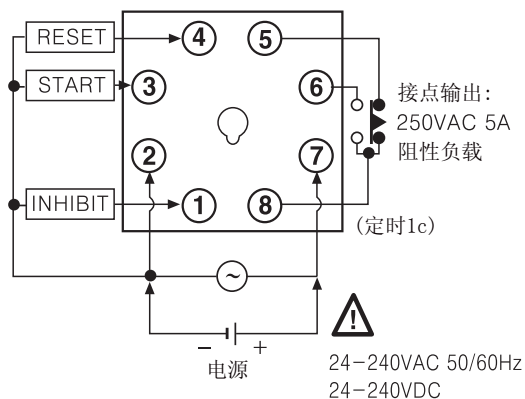 RESET
START
INHIBIT
4
5
3
6
2
7
1
8
接点输出:
250VAC 5A
阻性负载
(定时1c)
~
− +
电源
!
24−240VAC 50/60Hz
24−240VDC